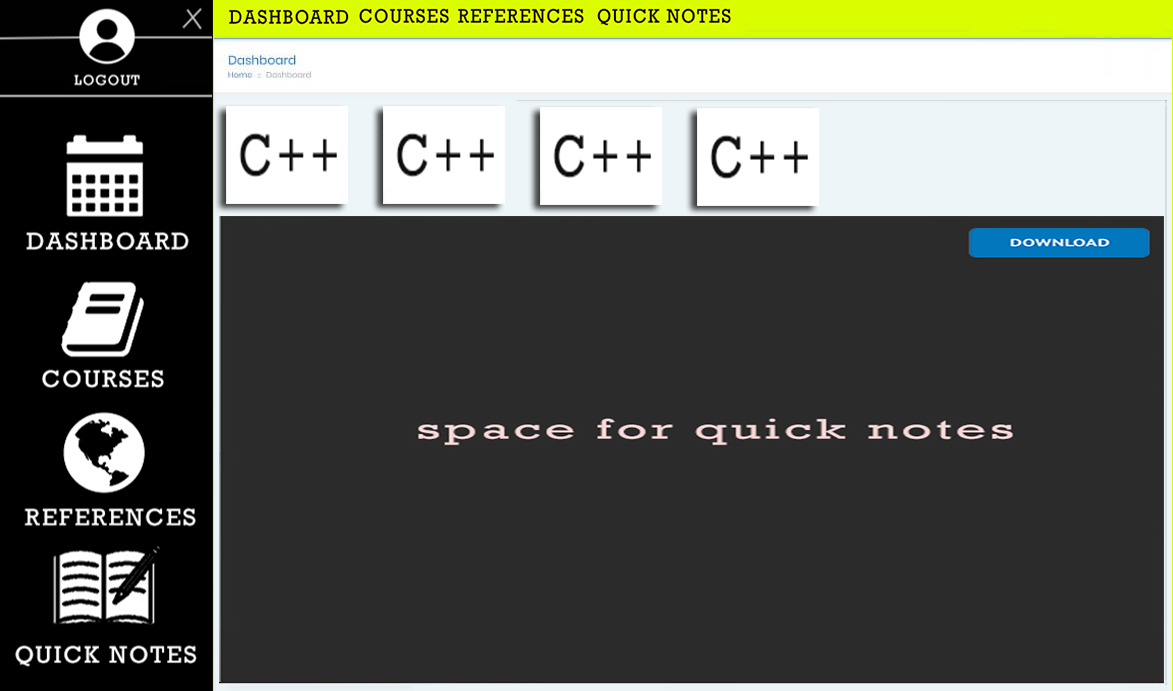 X
LOGOUT
DASHBOARD
COURSES
REFERENCES
QUICK NOTES
DASHBOARD COURSES REFERENCES QUICK NOTES
Dashboard
Home :: Dashboard
C++ C++ C++ C++
DOWNLOAD
space for quick notes